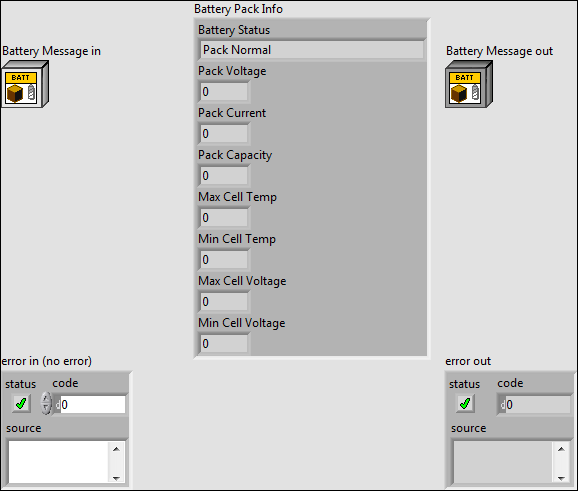 Battery Pack Info
Battery Status
Pack Normal
Battery Message in
BATT
Pack Voltage
0
Pack Current
0
Pack Capacity
0
Max Cell Temp
0
Min Cell Temp
0
Max Cell Voltage
0
Min Cell Voltage
0
Battery Message out
BATT
error in (no error)
status code
d0
source
error out
status code
d0
source